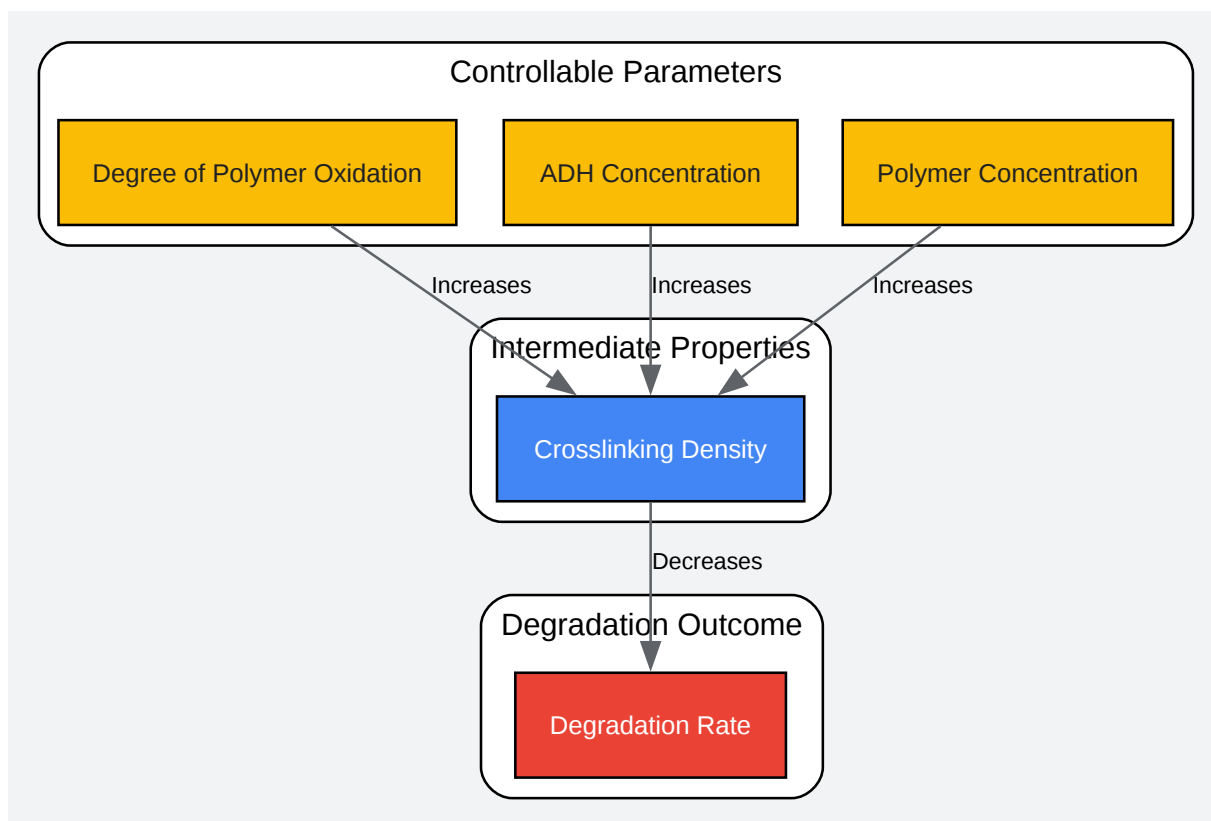 Controllable Parameters
Degree of Polymer Oxidation
ADH Concentration
Polymer Concentration
Increases
Increases
Increases
Intermediate Properties
Crosslinking Density
Decreases
Degradation Outcome
Degradation Rate